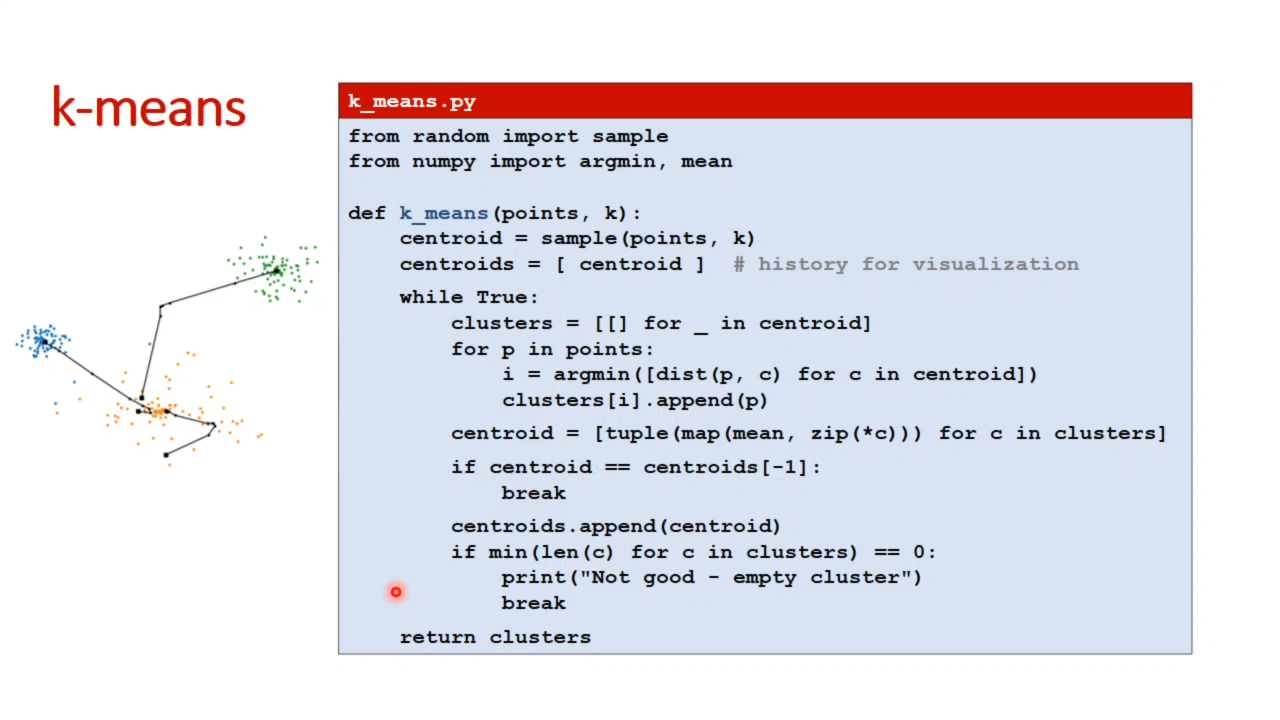 k-means
k_means.py
from random import sample
from numpy import argmin, mean
def k_means(points, k):
    centroid = sample(points, k)
    centroids = [ centroid ]  # history for visualization
    while True:
        clusters = [[] for _ in centroid]
        for p in points:
            i = argmin([dist(p, c) for c in centroid])
            clusters[i].append(p)
        centroid = [tuple(map(mean, zip(*c))) for c in clusters]
        if centroid == centroids[-1]:
            break
        centroids.append(centroid)
        if min(len(c) for c in clusters) == 0:
            print("Not good - empty cluster")
            break
    return clusters